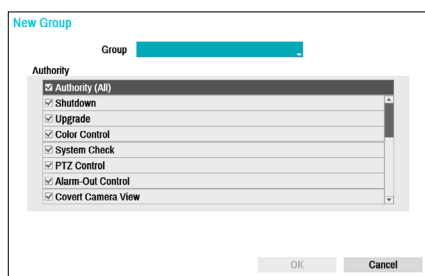 New Group
Group
Authority
Authority (All)
Shutdown
Upgrade
Color Control
System Check
PTZ Control
Alarm-Out Control
Covert Camera View
OK Cancel